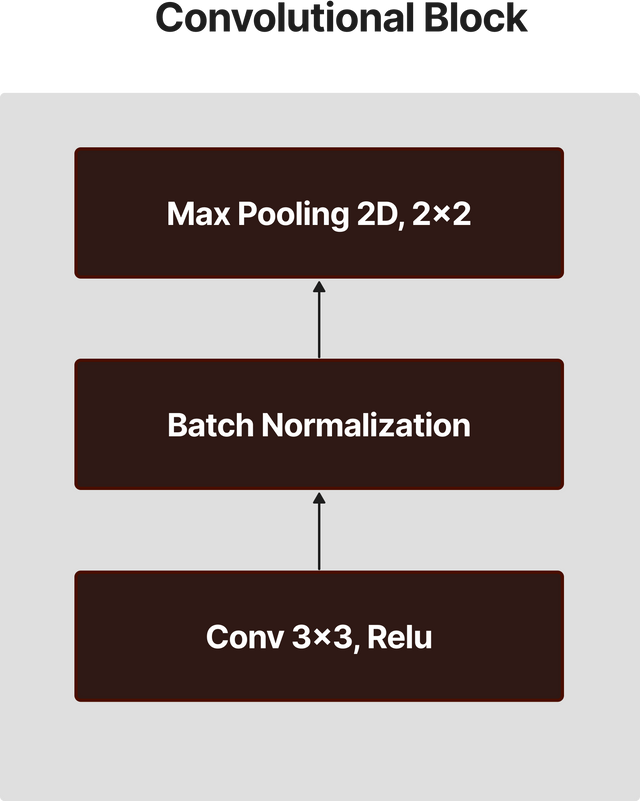 Convolutional Block
Max Pooling 2D, 2×2
Batch Normalization
Conv 3×3, Relu